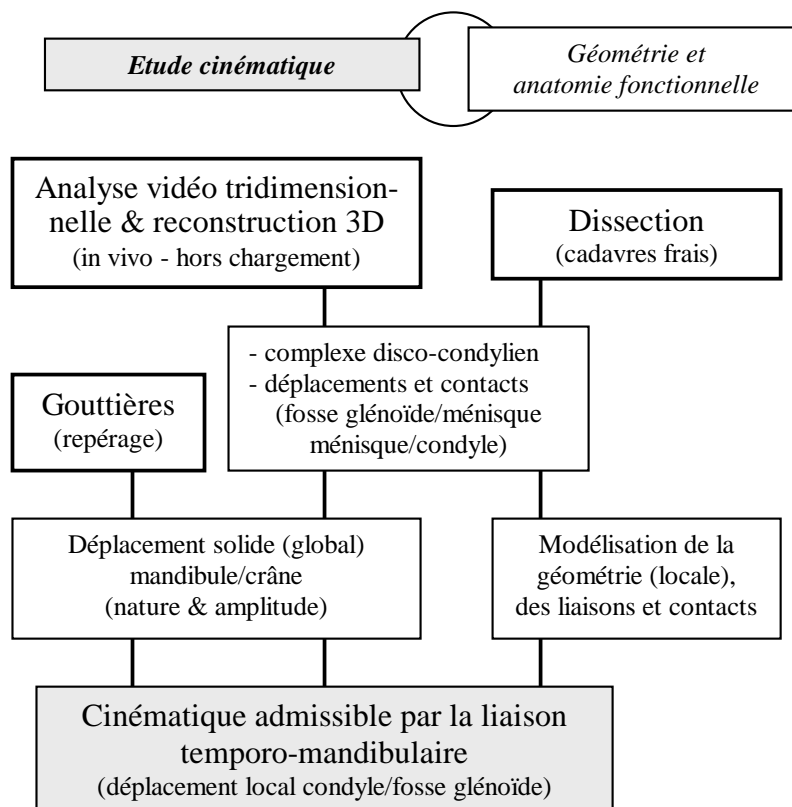 Etude cinématique
Géométrie et
anatomie fonctionnelle
Analyse vidéo tridimension-
nelle & reconstruction 3D
(in vivo - hors chargement)
Dissection
(cadavres frais)
- complexe disco-condylien
- déplacements et contacts
(fosse glénoïde/ménisque
ménisque/condyle)
Gouttières
(repérage)
Déplacement solide (global)
mandibule/crâne
(nature & amplitude)
Modélisation de la
géométrie (locale),
des liaisons et contacts
Cinématique admissible par la liaison
temporo-mandibulaire
(déplacement local condyle/fosse glénoïde)